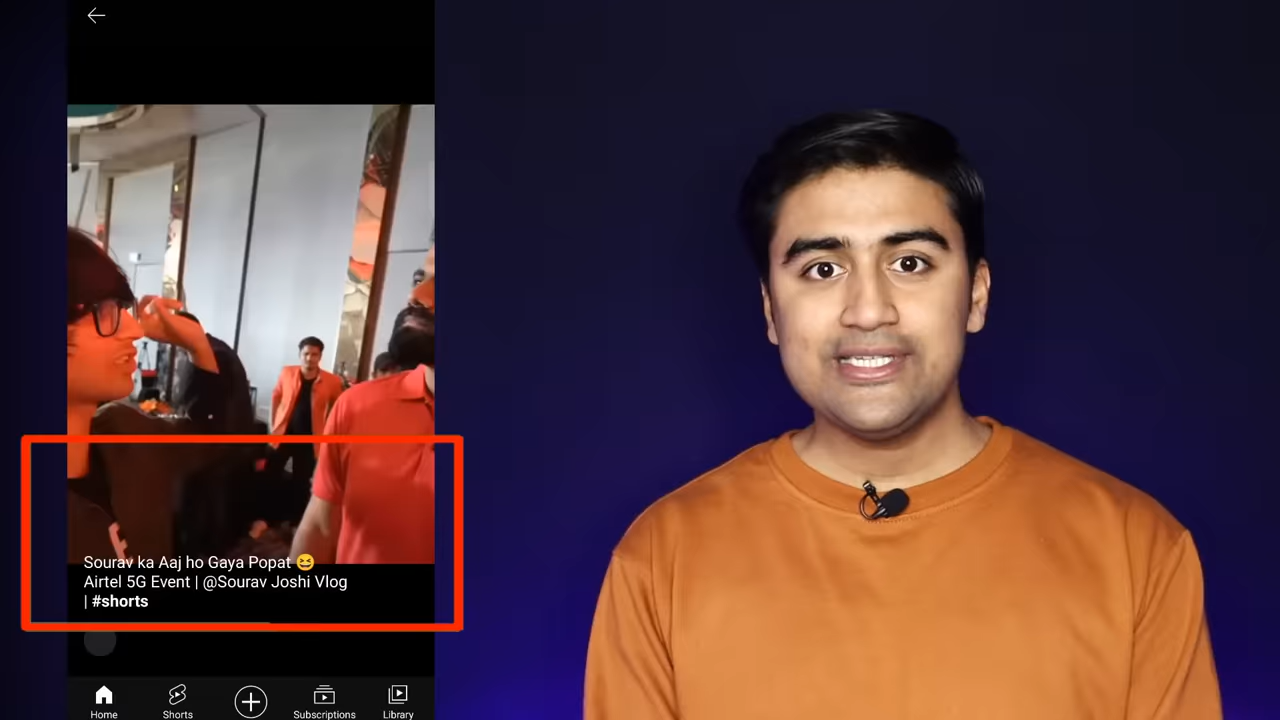 Sourav ka Aaj ho Gaya Popat 😆
Airtel 5G Event | @Sourav Joshi Vlog
| #shorts
Home
Shorts
Subscriptions
Library